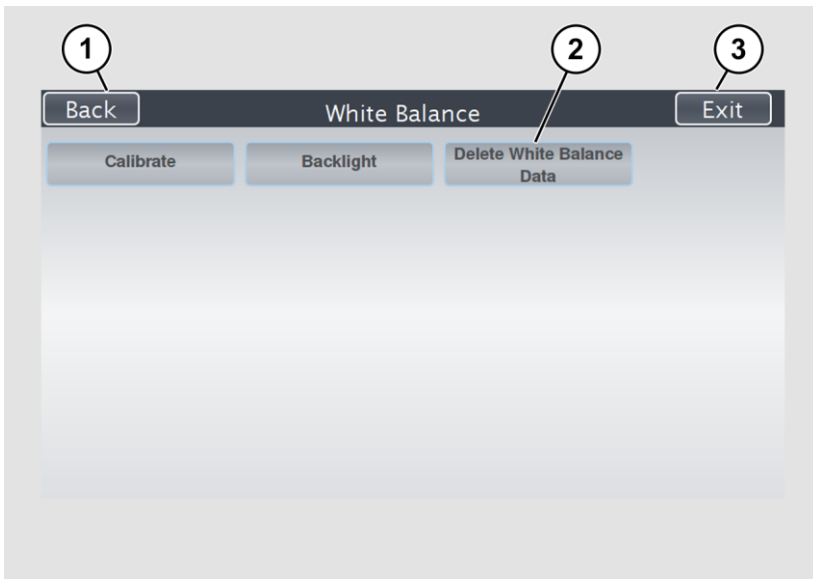 1
2
3
Back
White Balance
Exit
Calibrate
Backlight
Delete White Balance
Data